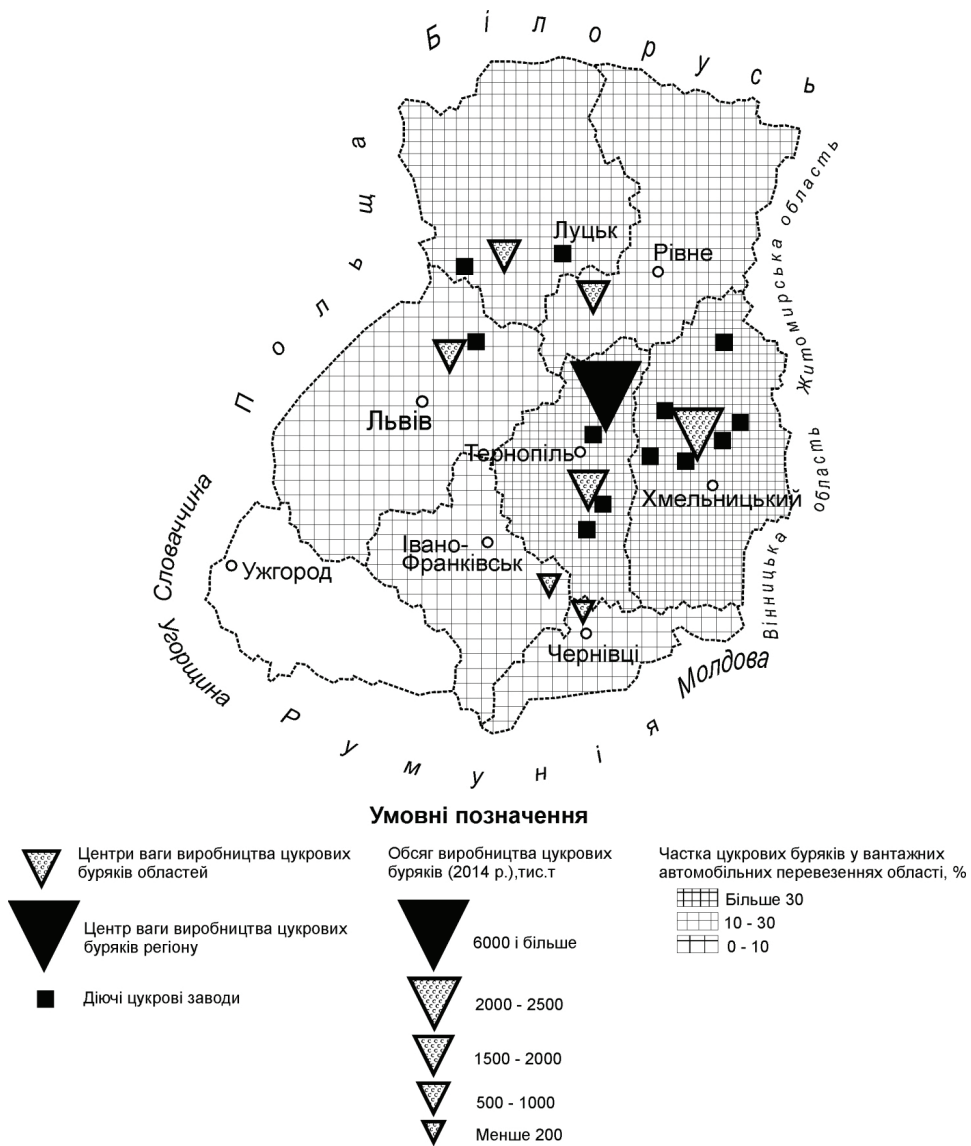 Білорусь
Польща
Житомирська область
Луцьк
Рівне
Львів
Тернопіль
Хмельницький
Вінницька область
Івано-
Франківськ
Словаччина
Ужгород
Угорщина
Чернівці
Молдова
Румунія
Умовні позначення
Центри ваги виробництва цукрових
буряків областей
Центр ваги виробництва цукрових
буряків регіону
Діючі цукрові заводи
Обсяг виробництва цукрових
буряків (2014 р.),тис.т
6000 і більше
2000 - 2500
1500 - 2000
500 - 1000
Менше 200
Частка цукрових буряків у вантажних
автомобільних перевезеннях області, %
Більше 30
10 - 30
0 - 10